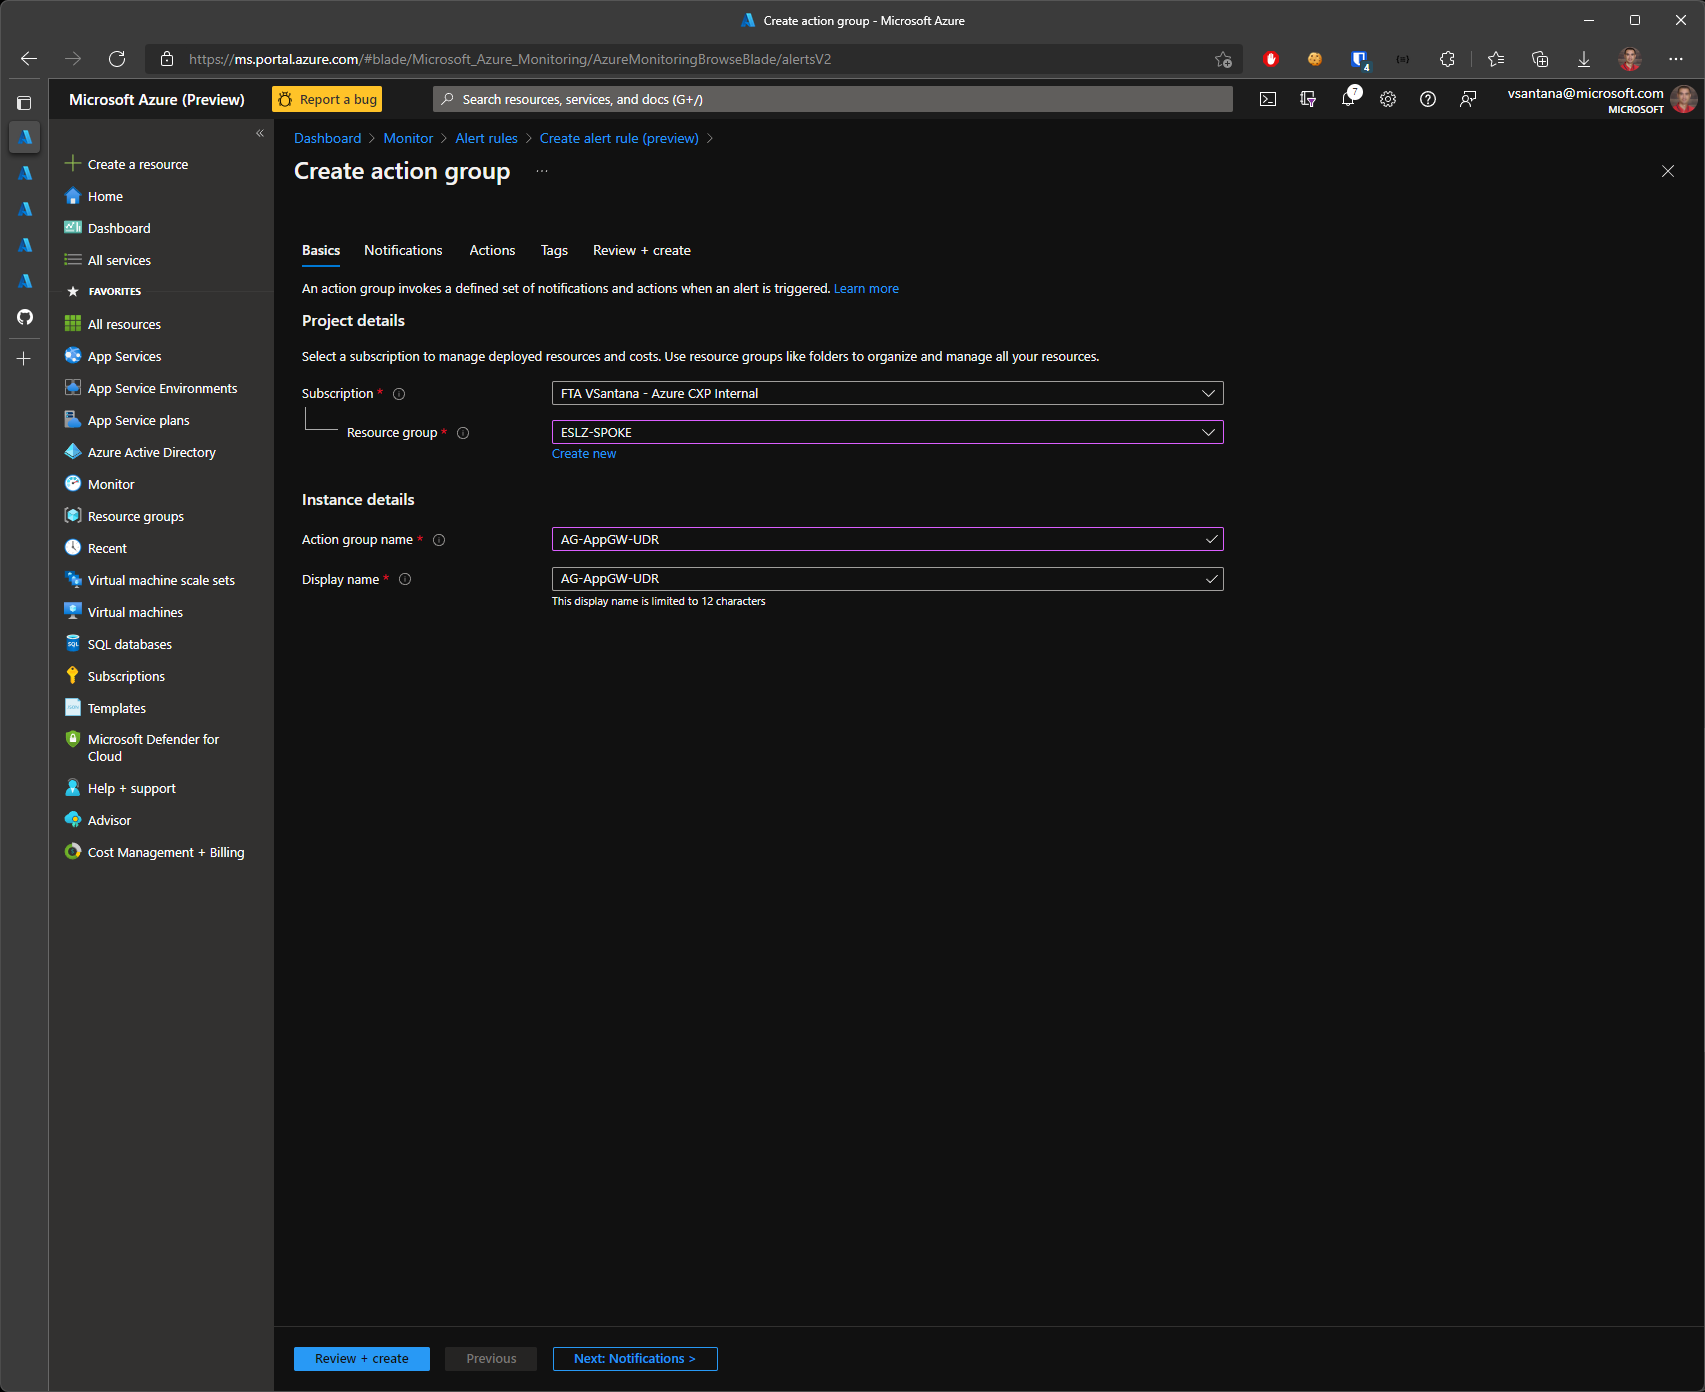 Create action group - Microsoft Azure
https://ms.portal.azure.com/#blade/Microsoft_Azure_Monitoring/AzureMonitoringBrowseBlade/alertsV2
4
Microsoft Azure (Preview)
Report a bug
Search resources, services, and docs (G+/)
7
vsantana@microsoft.com
MICROSOFT
Create a resource
Home
Dashboard
All services
FAVORITES
All resources
App Services
App Service Environments
App Service plans
Azure Active Directory
Monitor
Resource groups
Recent
Virtual machine scale sets
Virtual machines
SQL databases
Subscriptions
Templates
Microsoft Defender for
Cloud
Help + support
Advisor
Cost Management + Billing
Dashboard > Monitor > Alert rules > Create alert rule (preview) >
Create action group ...
Basics Notifications Actions Tags Review + create
An action group invokes a defined set of notifications and actions when an alert is triggered. Learn more
Project details
Select a subscription to manage deployed resources and costs. Use resource groups like folders to organize and manage all your resources.
Subscription * FTA VSantana - Azure CXP Internal
Resource group * ESLZ-SPOKE
Create new
Instance details
Action group name * AG-AppGW-UDR
Display name * AG-AppGW-UDR
This display name is limited to 12 characters
Review + create Previous Next: Notifications >